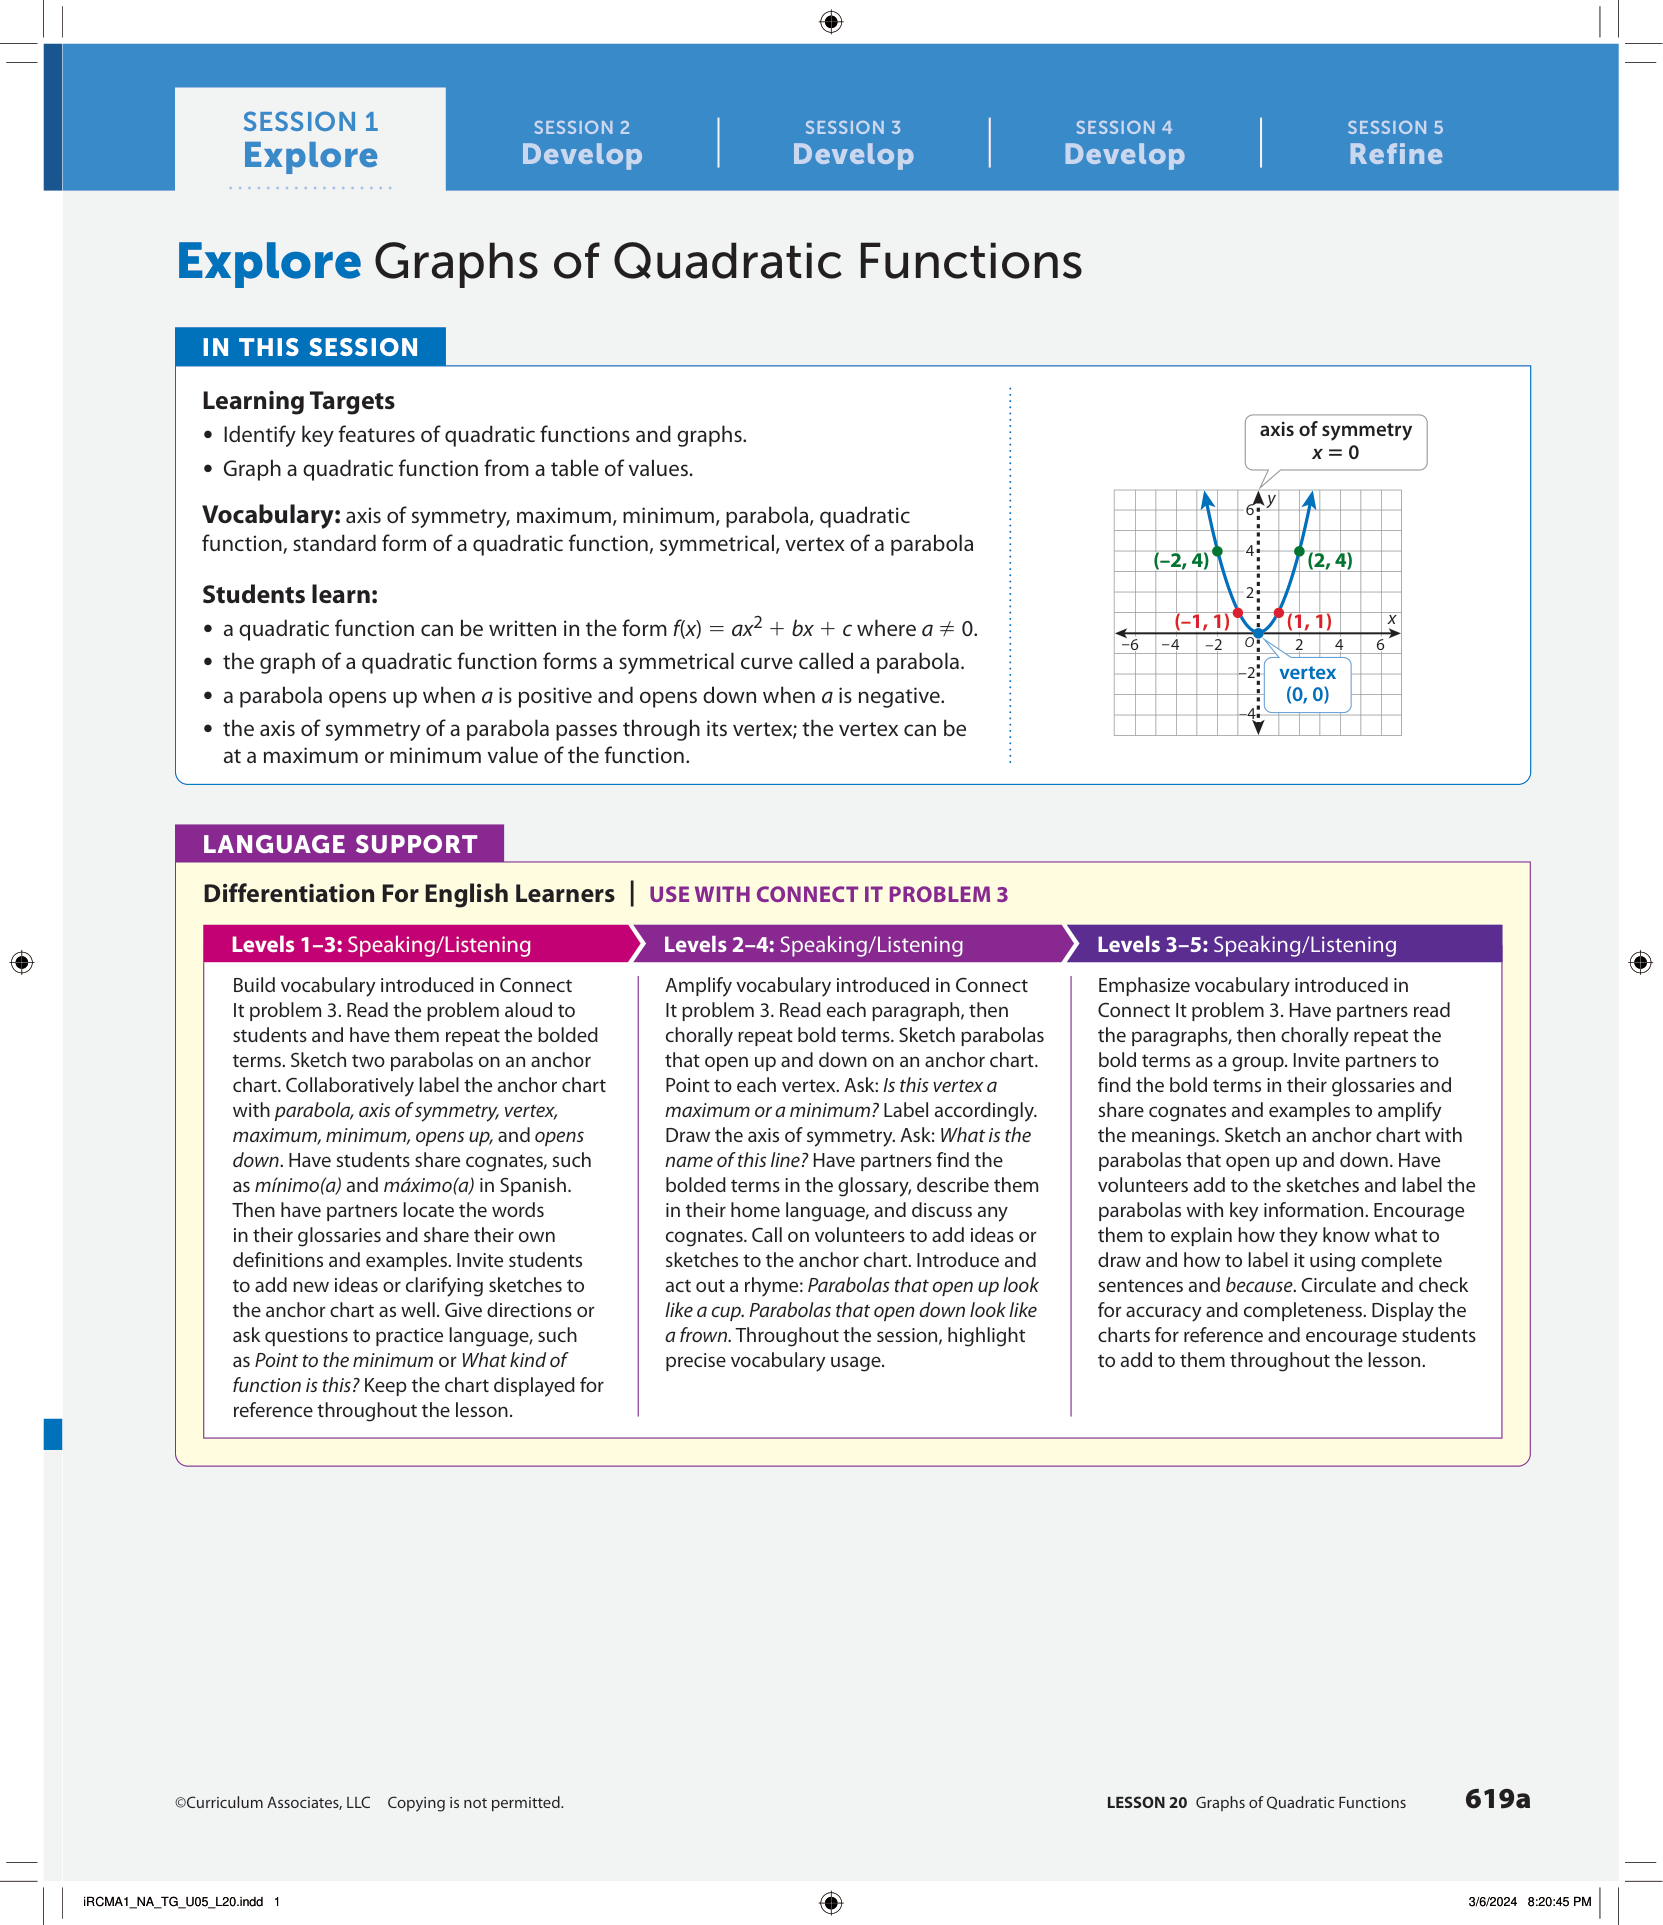 SESSION 1
Explore
SESSION 2
Develop
SESSION 3
Develop
SESSION 4
Develop
SESSION 5
Refine
Explore Graphs of Quadratic Functions
IN THIS SESSION
Learning Targets
• Identify key features of quadratic functions and graphs.
• Graph a quadratic function from a table of values.
Vocabulary: axis of symmetry, maximum, minimum, parabola, quadratic
function, standard form of a quadratic function, symmetrical, vertex of a parabola
Students learn:
• a quadratic function can be written in the form f(x) = ax² + bx + c where a ≠ 0.
• the graph of a quadratic function forms a symmetrical curve called a parabola.
• a parabola opens up when a is positive and opens down when a is negative.
• the axis of symmetry of a parabola passes through its vertex; the vertex can be
at a maximum or minimum value of the function.
axis of symmetry
x = 0
y
6
(–2, 4) 4 (2, 4)
2
(–1, 1) (1, 1) x
–6 –4 –2 O 2 4 6
–2
vertex
(0, 0)
–4
LANGUAGE SUPPORT
Differentiation For English Learners | USE WITH CONNECT IT PROBLEM 3
Levels 1–3: Speaking/Listening
Build vocabulary introduced in Connect
It problem 3. Read the problem aloud to
students and have them repeat the bolded
terms. Sketch two parabolas on an anchor
chart. Collaboratively label the anchor chart
with parabola, axis of symmetry, vertex,
maximum, minimum, opens up, and opens
down. Have students share cognates, such
as mínimo(a) and máximo(a) in Spanish.
Then have partners locate the words
in their glossaries and share their own
definitions and examples. Invite students
to add new ideas or clarifying sketches to
the anchor chart as well. Give directions or
ask questions to practice language, such
as Point to the minimum or What kind of
function is this? Keep the chart displayed for
reference throughout the lesson.
Levels 2–4: Speaking/Listening
Amplify vocabulary introduced in Connect
It problem 3. Read each paragraph, then
chorally repeat bold terms. Sketch parabolas
that open up and down on an anchor chart.
Point to each vertex. Ask: Is this vertex a
maximum or a minimum? Label accordingly.
Draw the axis of symmetry. Ask: What is the
name of this line? Have partners find the
bolded terms in the glossary, describe them
in their home language, and discuss any
cognates. Call on volunteers to add ideas or
sketches to the anchor chart. Introduce and
act out a rhyme: Parabolas that open up look
like a cup. Parabolas that open down look like
a frown. Throughout the session, highlight
precise vocabulary usage.
Levels 3–5: Speaking/Listening
Emphasize vocabulary introduced in
Connect It problem 3. Have partners read
the paragraphs, then chorally repeat the
bold terms as a group. Invite partners to
find the bold terms in their glossaries and
share cognates and examples to amplify
the meanings. Sketch an anchor chart with
parabolas that open up and down. Have
volunteers add to the sketches and label the
parabolas with key information. Encourage
them to explain how they know what to
draw and how to label it using complete
sentences and because. Circulate and check
for accuracy and completeness. Display the
charts for reference and encourage students
to add to them throughout the lesson.
©Curriculum Associates, LLC Copying is not permitted.
LESSON 20 Graphs of Quadratic Functions 619a
iRCMA1_NA_TG_U05_L20.indd 1
3/6/2024 8:20:45 PM